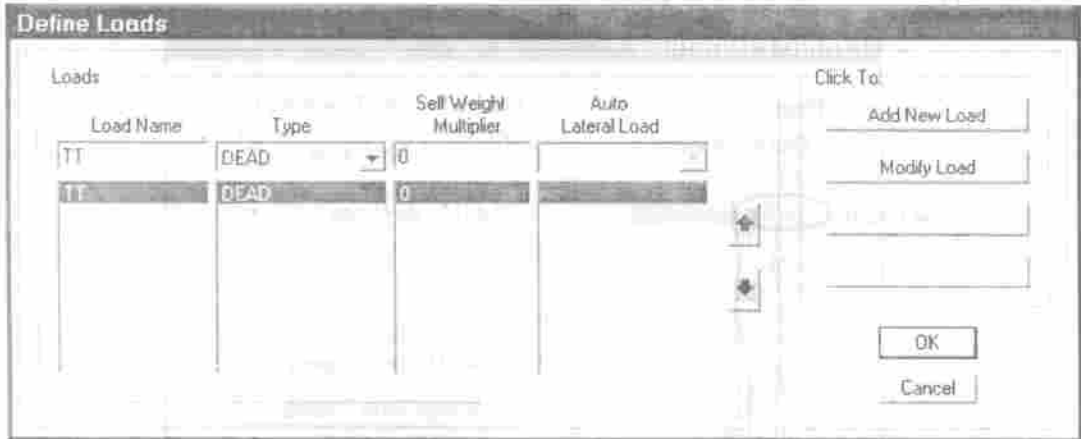 Define Loads
Loads
Click To:
Load Name
Type
Self Weight
Multiplier
Auto
Lateral Load
TT
DEAD
0
TT
DEAD
0
Add New Load
Modify Load
OK
Cancel